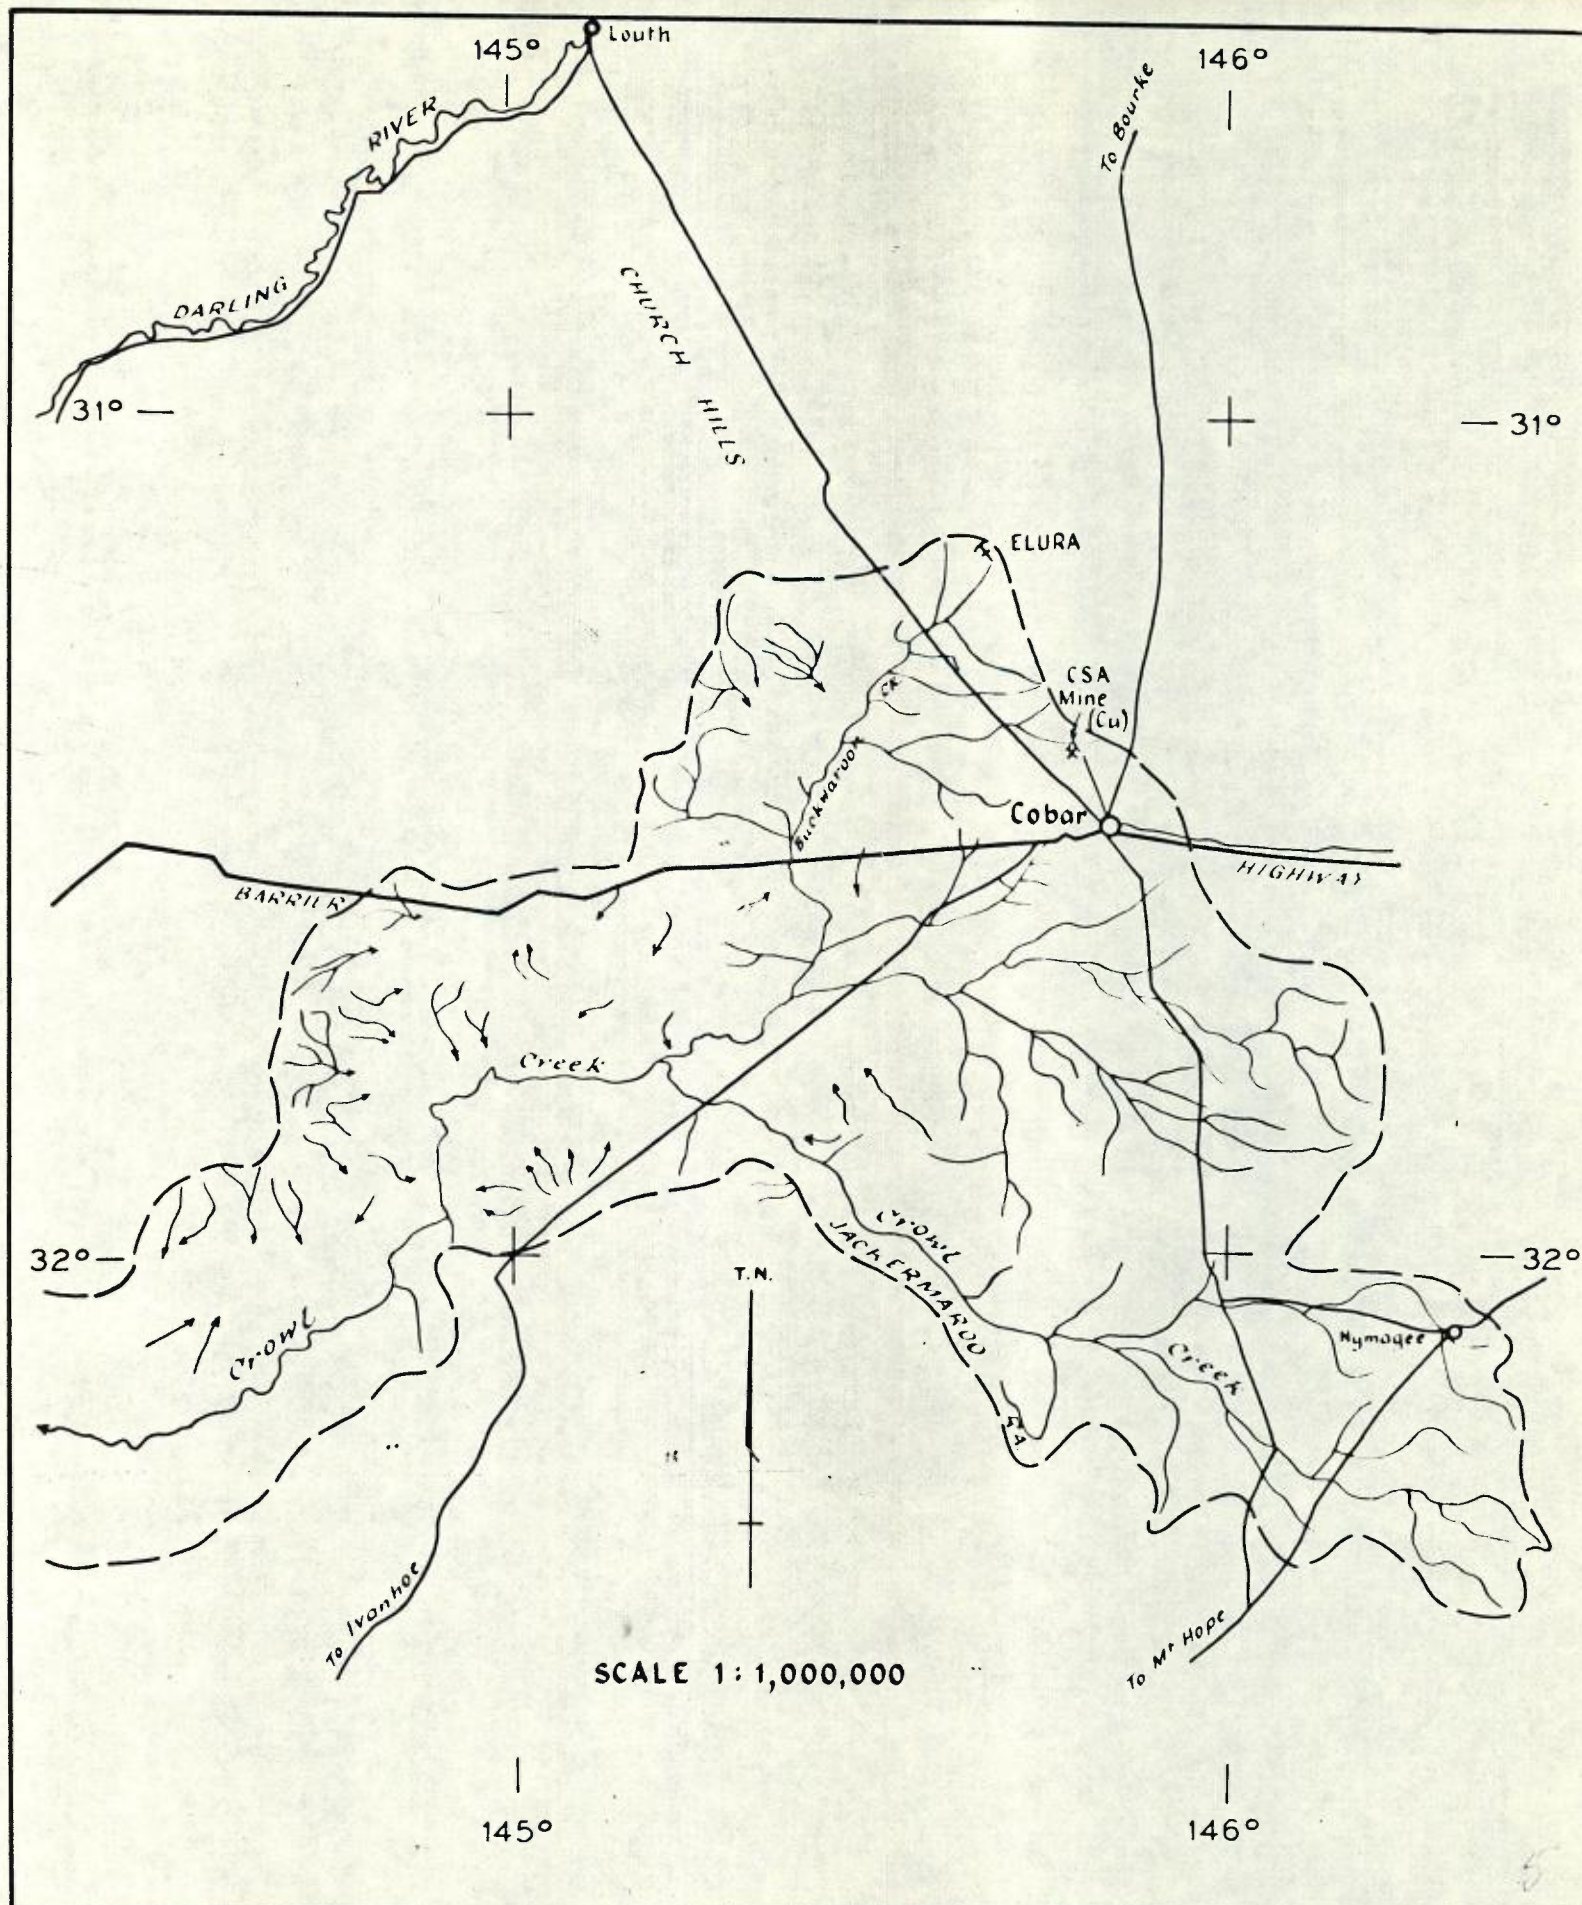 Louth
145°
146°
To Bourke
DARLING RIVER
CHURCH HILLS
31°
31°
ELURA
CSA
Mine
(Cu)
Buckwaroon Ck
Cobar
BARRIER
HIGHWAY
Creek
Crowl
JACKERMAROO
32°
32°
T.N.
Crowl
Creek
Nymagee
RA
To Ivanhoe
To Mt Hope
SCALE 1 : 1,000,000
145°
146°
5